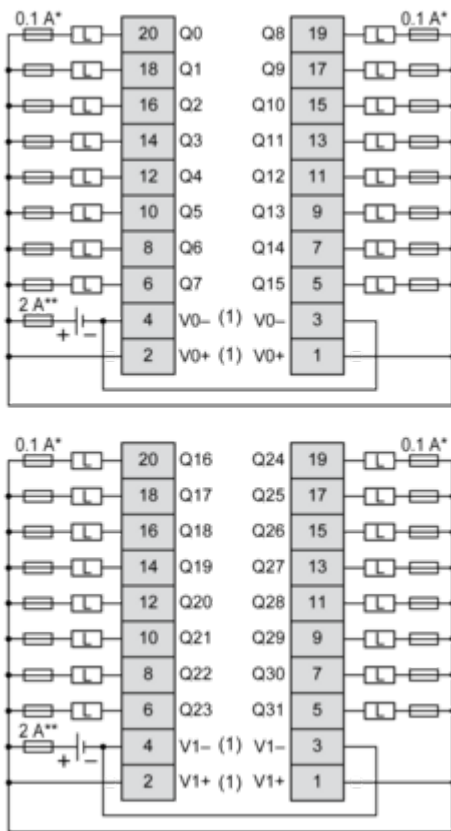 0.1 A* L 20 Q0 Q8 19 L 0.1 A*
L 18 Q1 Q9 17 L
L 16 Q2 Q10 15 L
L 14 Q3 Q11 13 L
L 12 Q4 Q12 11 L
L 10 Q5 Q13 9 L
L 8 Q6 Q14 7 L
L 6 Q7 Q15 5 L
2 A** + − 4 V0− (1) V0− 3
2 V0+ (1) V0+ 1
0.1 A* L 20 Q16 Q24 19 L 0.1 A*
L 18 Q17 Q25 17 L
L 16 Q18 Q26 15 L
L 14 Q19 Q27 13 L
L 12 Q20 Q28 11 L
L 10 Q21 Q29 9 L
L 8 Q22 Q30 7 L
L 6 Q23 Q31 5 L
2 A** + − 4 V1− (1) V1− 3
2 V1+ (1) V1+ 1